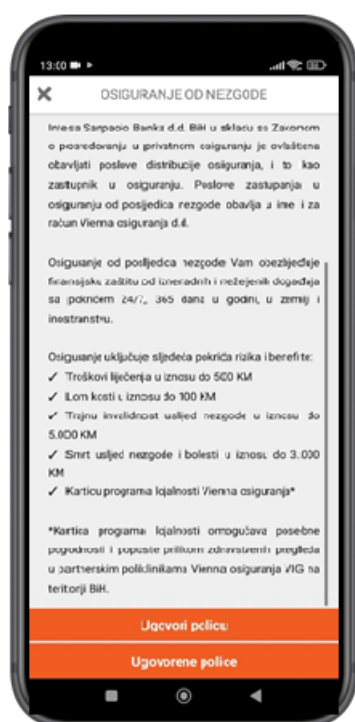 13:00
OSIGURANJE OD NEZGODE
Intesa Sanpaolo Banka d.d. BiH u skladu sa Zakonom
o posredovanju u privatnom osiguranju je ovlaštena
obavljati poslove distribucije osiguranja, i to kao
zastupnik u osiguranju. Poslove zastupanja u
osiguranju od posljedica nezgode obavlja u ime i za
račun Vienna osiguranja d.d.
Osiguranje od posljedica nezgode Vam obezbjeđuje
finansijsku zaštitu od iznenadnih i neželjenih događaja
sa pokrićem 24/7, 365 dana u godini, u zemlji i
inostranstvu.
Osiguranje uključuje sljedeća pokrića rizika i benefite:
✓ Troškovi liječenja u iznosu do 500 KM
✓ Lom kosti u iznosu do 100 KM
✓ Trajnu invalidnost usljed nezgode u iznosu do
5.000 KM
✓ Smrt usljed nezgode i bolesti u iznosu do 3.000
KM
✓ Karticu programa lojalnosti Vienna osiguranja*
*Kartica programa lojalnosti omogućava posebne
pogodnosti i popuste prilikom zdravstvenih pregleda
u partnerskim poliklinikama Vienna osiguranja VIG na
teritoriji BiH.
Ugovori policu
Ugovorene police